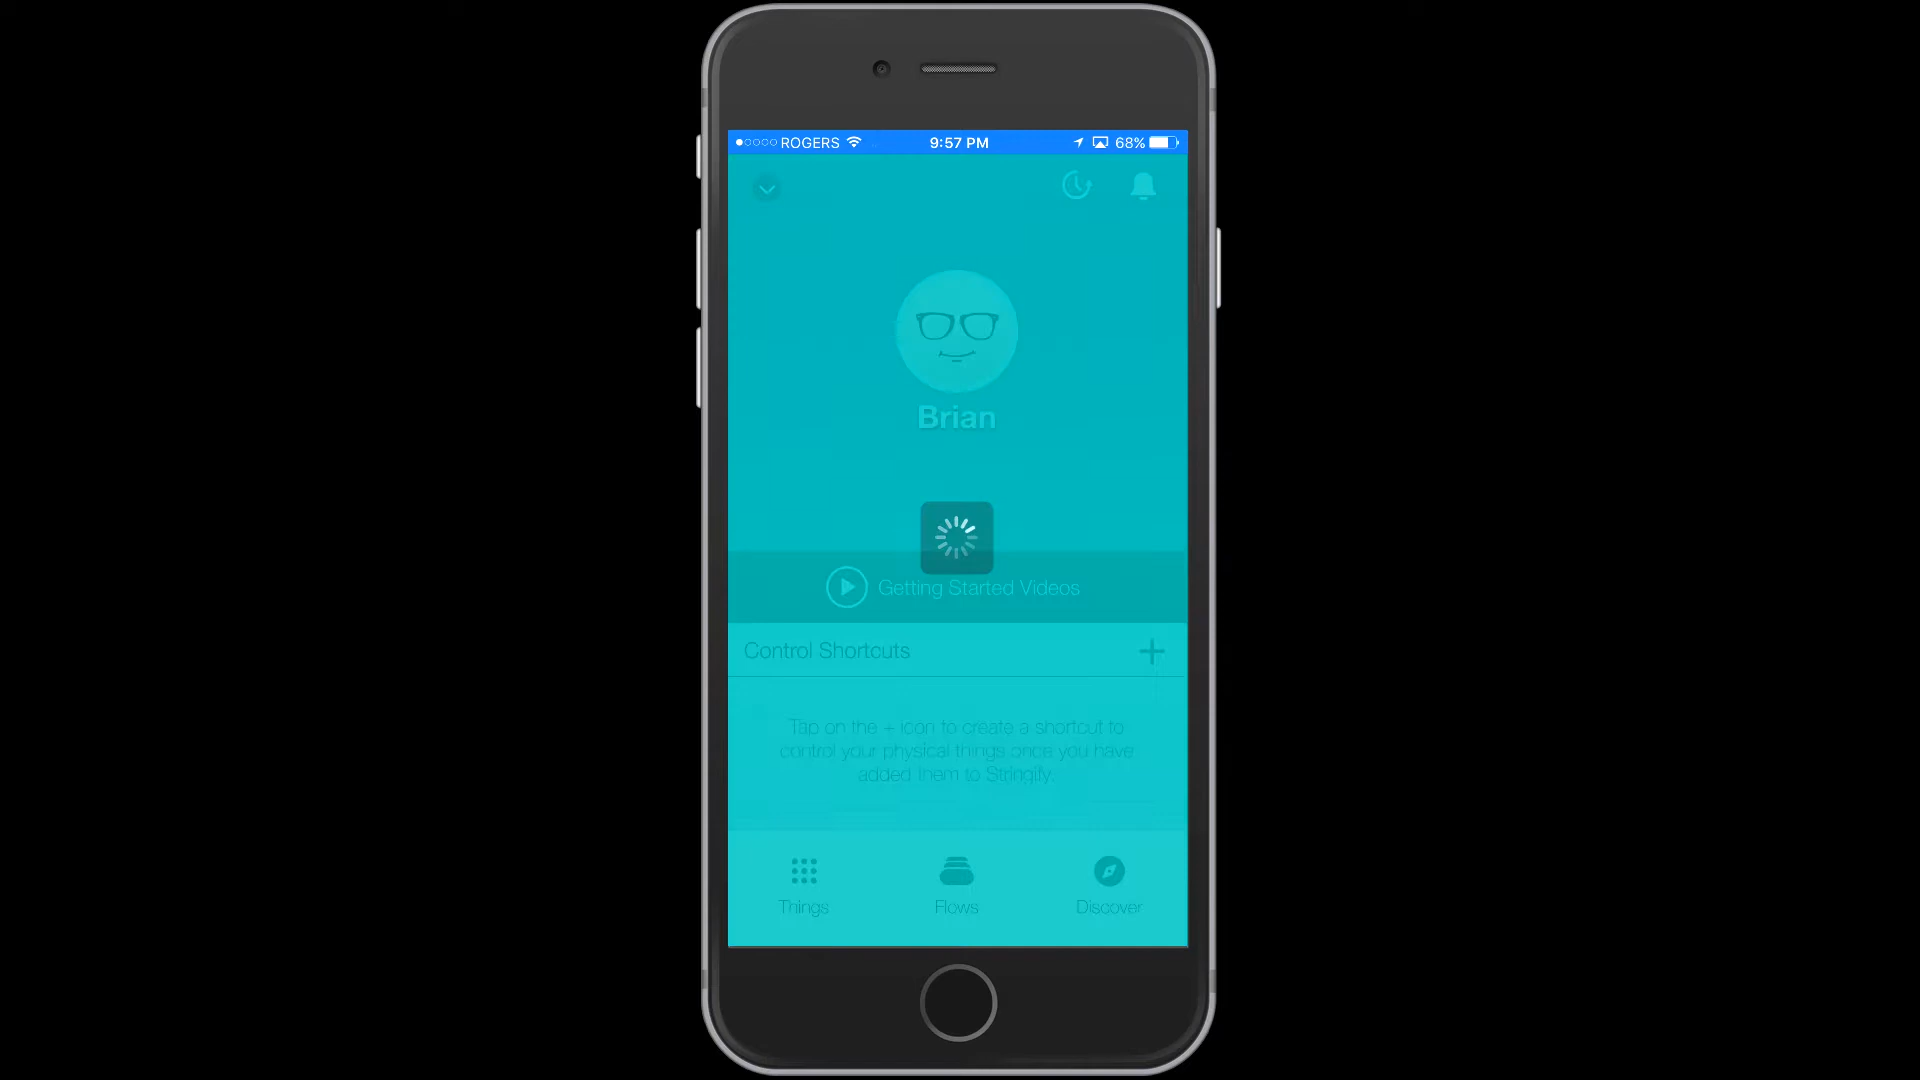 ROGERS 9:57 PM 68%
Brian
Getting Started Videos
Control Shortcuts
Tap on the + icon to create a shortcut to
control your physical things once you have
added them to Stringify.
Things Flows Discover